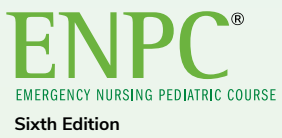 ENPC®
EMERGENCY NURSING PEDIATRIC COURSE
Sixth Edition